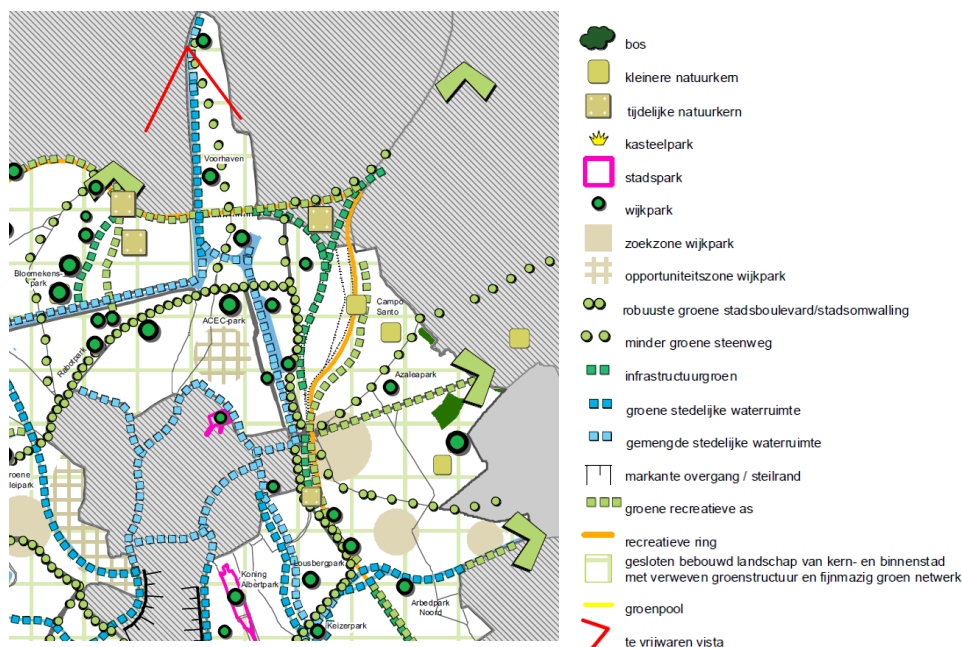 Voorhaven
Bloemekens-
park
Campo
Santo
ACEC-park
Rabotpark
Azaleapark
roene
leipark
Koning
Albertpark
ousbergpark
Arbedpark
Noord
Keizerpark
bos
kleinere natuurkern
tijdelijke natuurkern
kasteelpark
stadspark
wijkpark
zoekzone wijkpark
opportuniteitszone wijkpark
robuuste groene stadsboulevard/stadsomwalling
minder groene steenweg
infrastructuurgroen
groene stedelijke waterruimte
gemengde stedelijke waterruimte
markante overgang / steilrand
groene recreatieve as
recreatieve ring
gesloten bebouwd landschap van kern- en binnenstad
met verweven groenstructuur en fijnmazig groen netwerk
groenpool
te vrijwaren vista